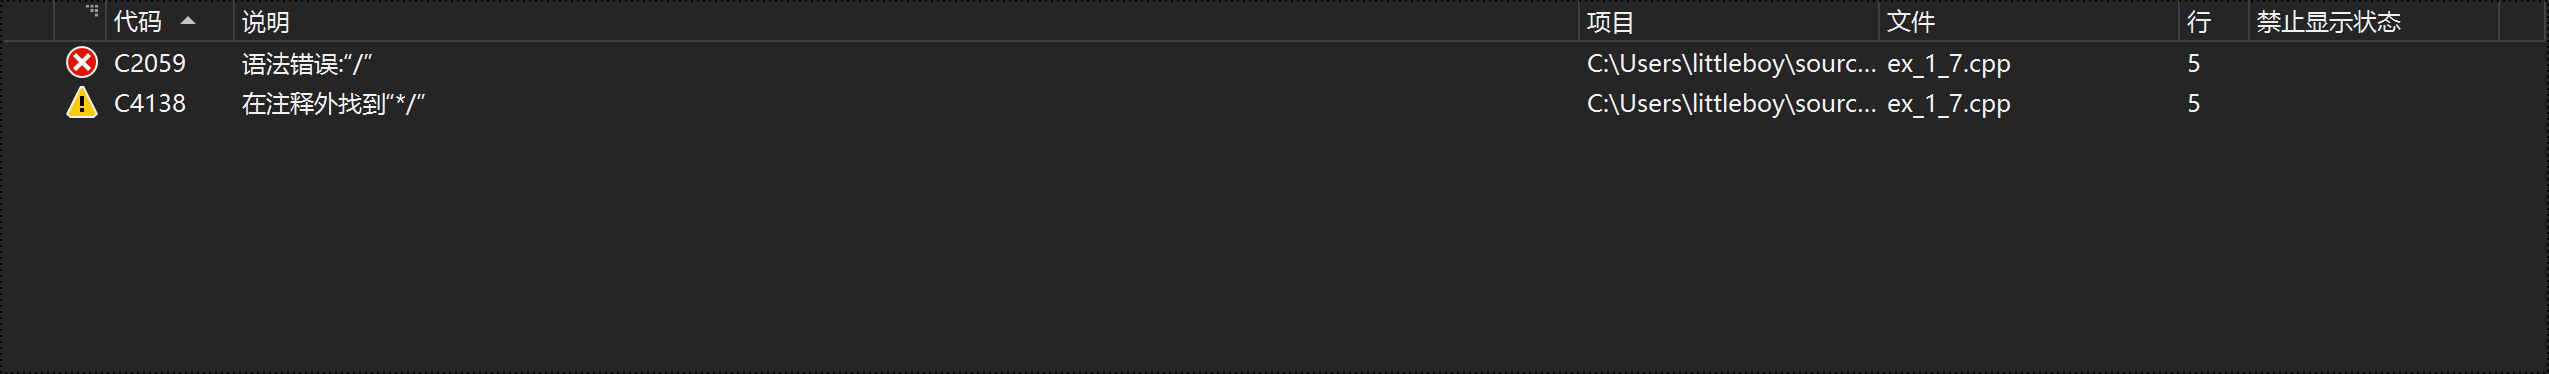 代码 说明 项目 文件 行 禁止显示状态
C2059 语法错误:“/” C:\Users\littleboy\sourc... ex_1_7.cpp 5
C4138 在注释外找到“*/” C:\Users\littleboy\sourc... ex_1_7.cpp 5